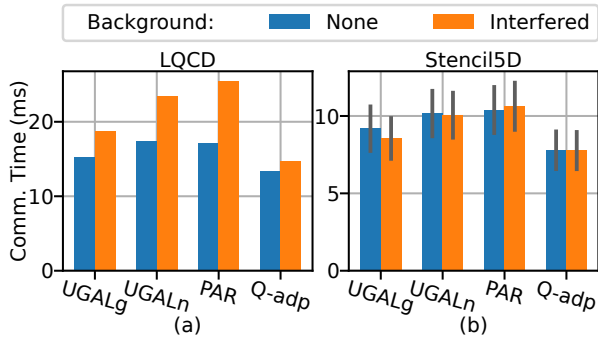 Background: None Interfered
LQCD
Stencil5D
Comm. Time (ms)
20
10
0
UGALg UGALn PAR Q-adp
(a)
10
5
0
UGALg UGALn PAR Q-adp
(b)